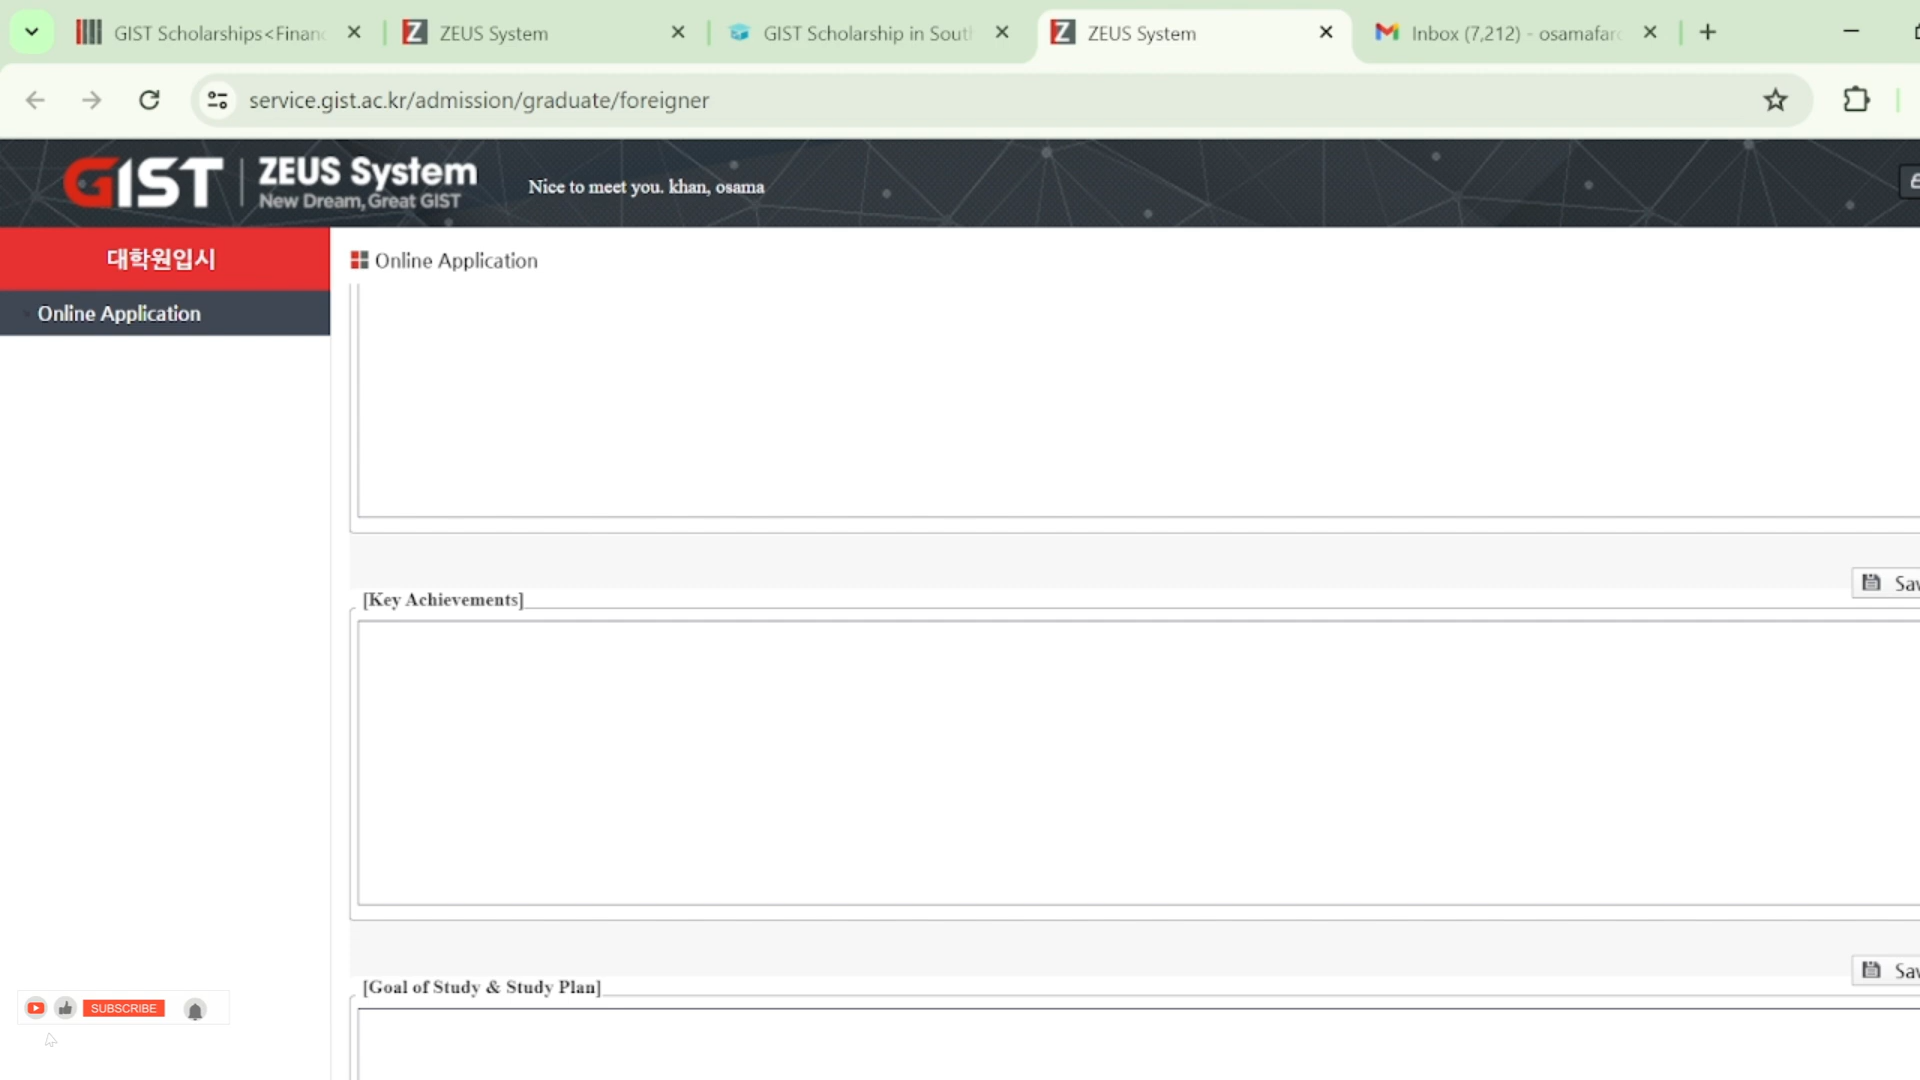 GIST Scholarships<Finan
ZEUS System
GIST Scholarship in Sout
ZEUS System
Inbox (7,212) - osamafar
service.gist.ac.kr/admission/graduate/foreigner
GIST
ZEUS System
New Dream, Great GIST
Nice to meet you. khan, osama
대학원입시
Online Application
Online Application
Sav
[Key Achievements]
Sav
[Goal of Study & Study Plan]
SUBSCRIBE